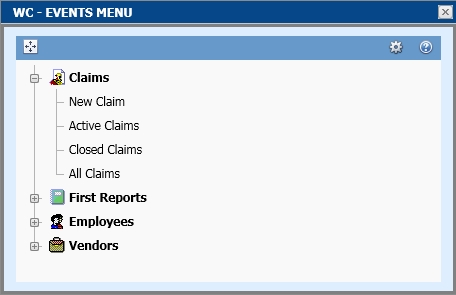 WC - EVENTS MENU
Claims
New Claim
Active Claims
Closed Claims
All Claims
First Reports
Employees
Vendors